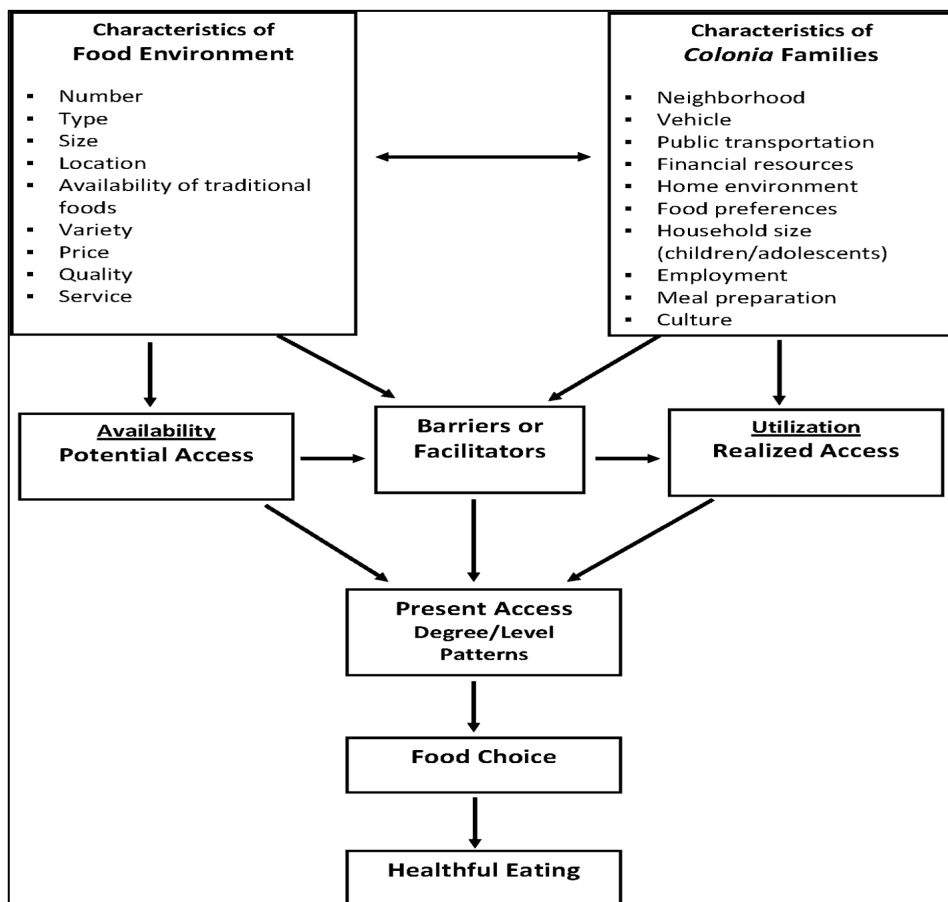 Characteristics of
Food Environment
▪ Number
▪ Type
▪ Size
▪ Location
▪ Availability of traditional
foods
▪ Variety
▪ Price
▪ Quality
▪ Service
Characteristics of
Colonia Families
▪ Neighborhood
▪ Vehicle
▪ Public transportation
▪ Financial resources
▪ Home environment
▪ Food preferences
▪ Household size
(children/adolescents)
▪ Employment
▪ Meal preparation
▪ Culture
Availability
Potential Access
Barriers or
Facilitators
Utilization
Realized Access
Present Access
Degree/Level
Patterns
Food Choice
Healthful Eating